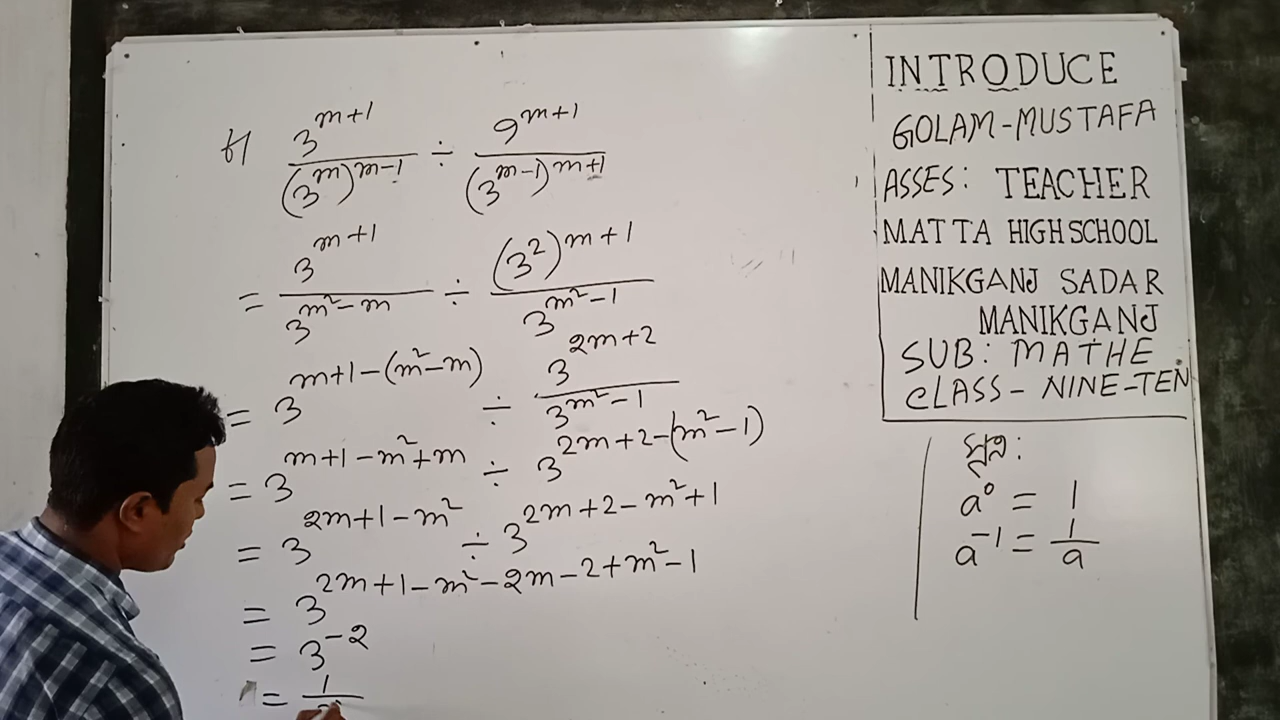 ৮| 3^{m+1}/(3^m)^{m-1} ÷ 9^{m+1}/(3^{m-1})^{m+1}
= 3^{m+1}/3^{m²-m} ÷ (3²)^{m+1}/3^{m²-1}
= 3^{m+1-(m²-m)} ÷ 3^{2m+2}/3^{m²-1}
= 3^{m+1-m²+m} ÷ 3^{2m+2-(m²-1)}
= 3^{2m+1-m²} ÷ 3^{2m+2-m²+1}
= 3^{2m+1-m²-2m-2+m²-1}
= 3^{-2}
= 1/
INTRODUCE
GOLAM-MUSTAFA
ASSES: TEACHER
MATTA HIGH SCHOOL
MANIKGANJ SADAR
MANIKGANJ
SUB: MATHE
CLASS- NINE-TEN
সূত্র:
a⁰ = 1
a^{-1} = 1/a